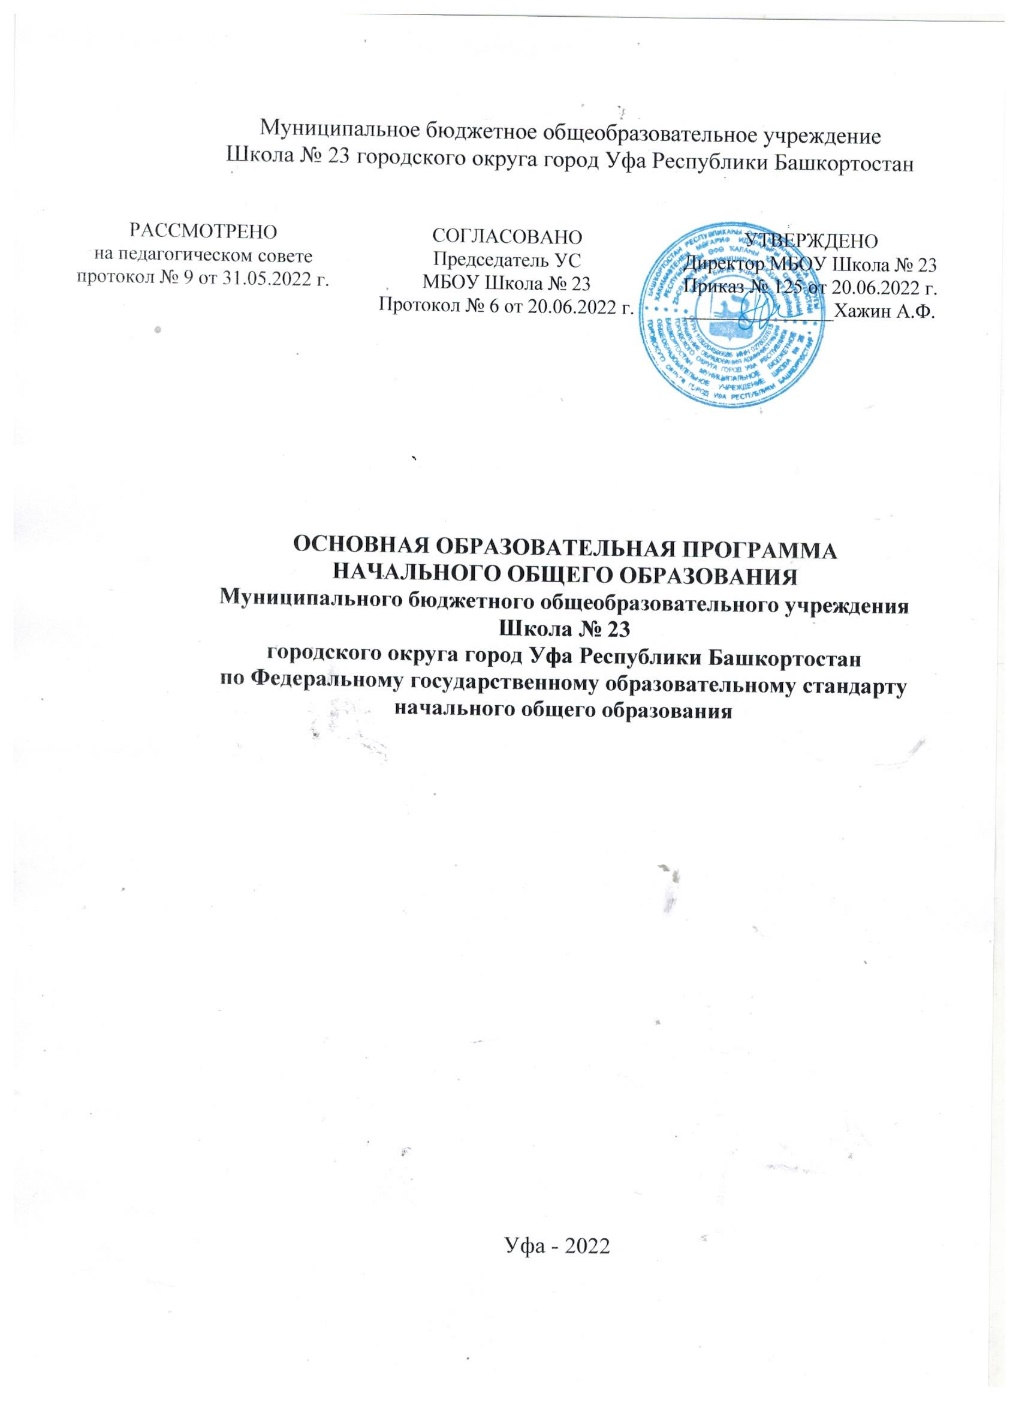 Муниципальное бюджетное общеобразовательное учреждение
Школа № 23 городского округа город Уфа Республики Башкортостан
РАССМОТРЕНО
на педагогическом совете
протокол № 9 от 31.05.2022 г.
СОГЛАСОВАНО
Председатель УС
МБОУ Школа № 23
Протокол № 6 от 20.06.2022 г.
УТВЕРЖДЕНО
Директор МБОУ Школа № 23
Приказ № 125 от 20.06.2022 г.
Хажин А.Ф.
ОСНОВНАЯ ОБРАЗОВАТЕЛЬНАЯ ПРОГРАММА
НАЧАЛЬНОГО ОБЩЕГО ОБРАЗОВАНИЯ
Муниципального бюджетного общеобразовательного учреждения
Школа № 23
городского округа город Уфа Республики Башкортостан
по Федеральному государственному образовательному стандарту
начального общего образования
Уфа - 2022